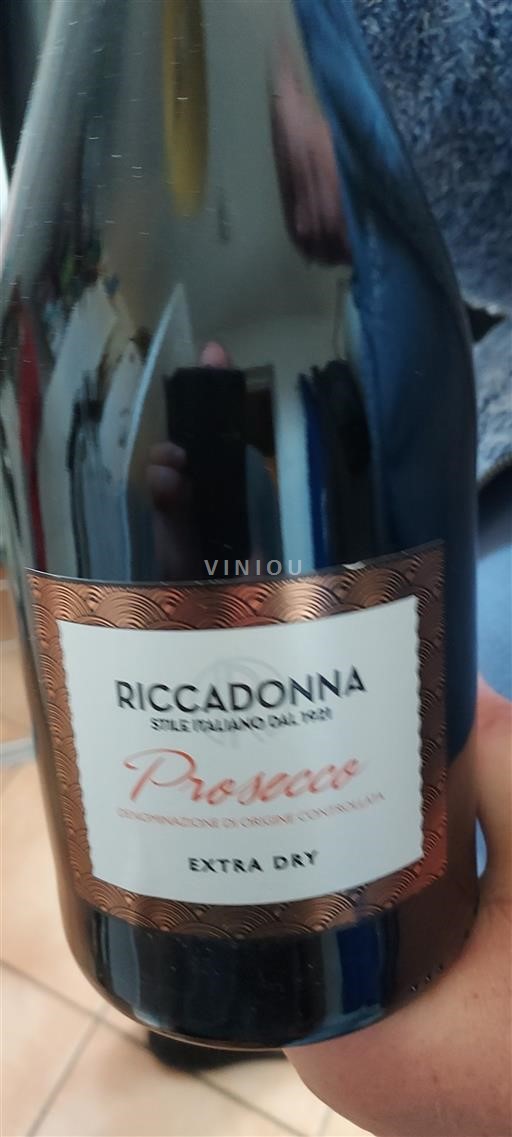 VINIOU
RICCADONNA
STILE ITALIANO DAL 1921
Prosecco
DENOMINAZIONE DI ORIGINE CONTROLLATA
EXTRA DRY